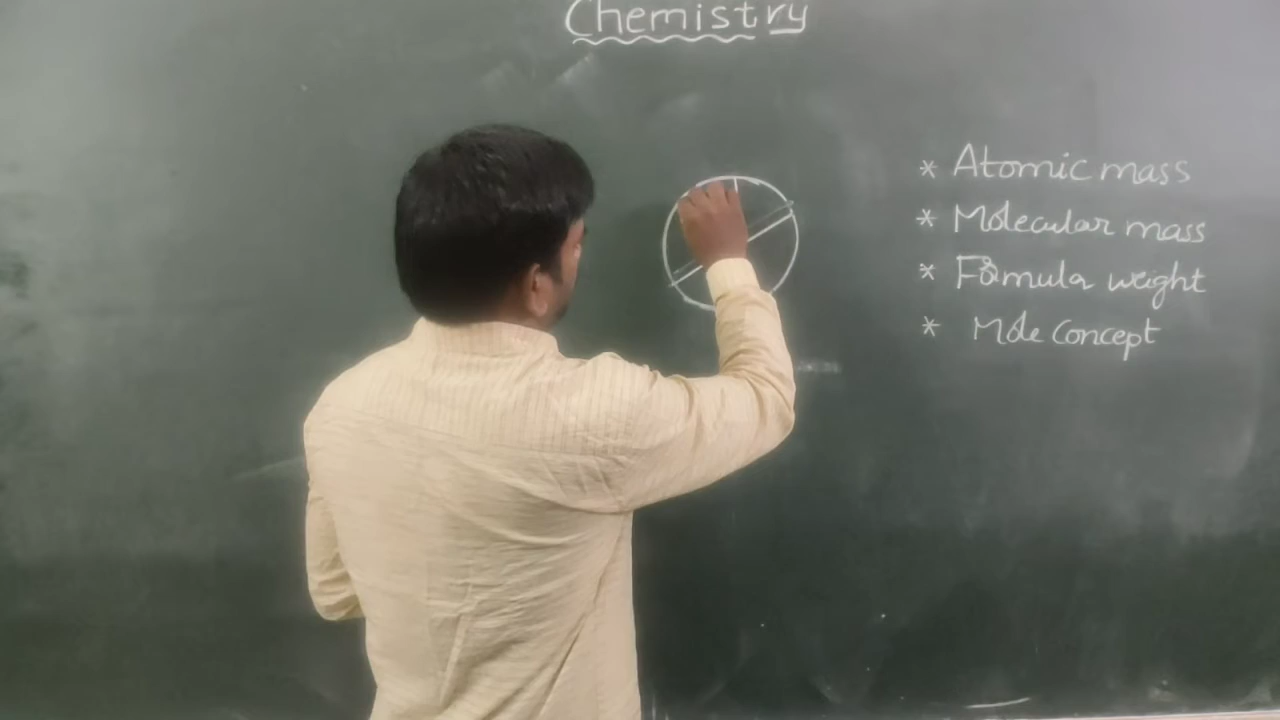 Chemistry
* Atomic mass
* Molecular mass
* Formula weight
* Mole Concept